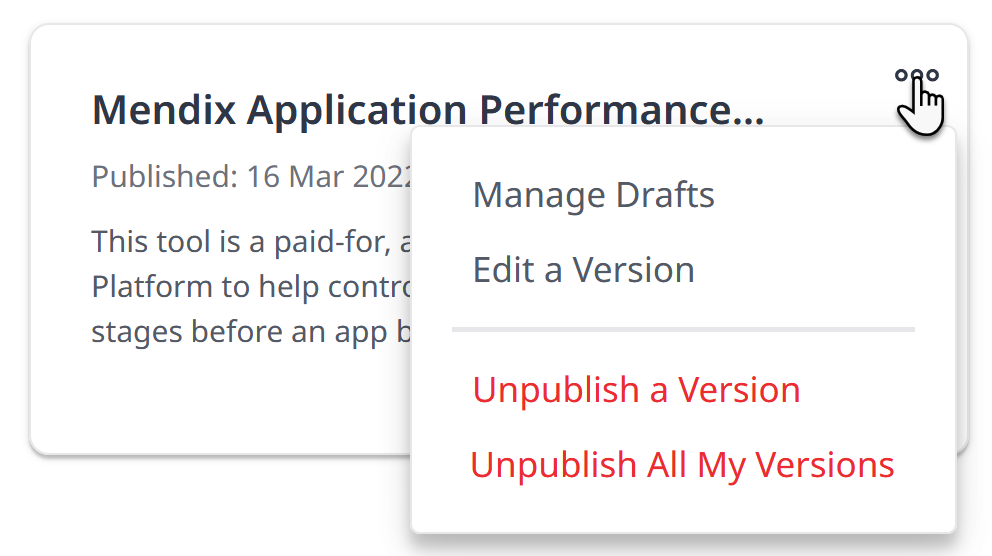 Mendix Application Performance...
Published: 16 Mar 2022
This tool is a paid-for,
Platform to help
stages before an app
Manage Drafts
Edit a Version
Unpublish a Version
Unpublish All My Versions